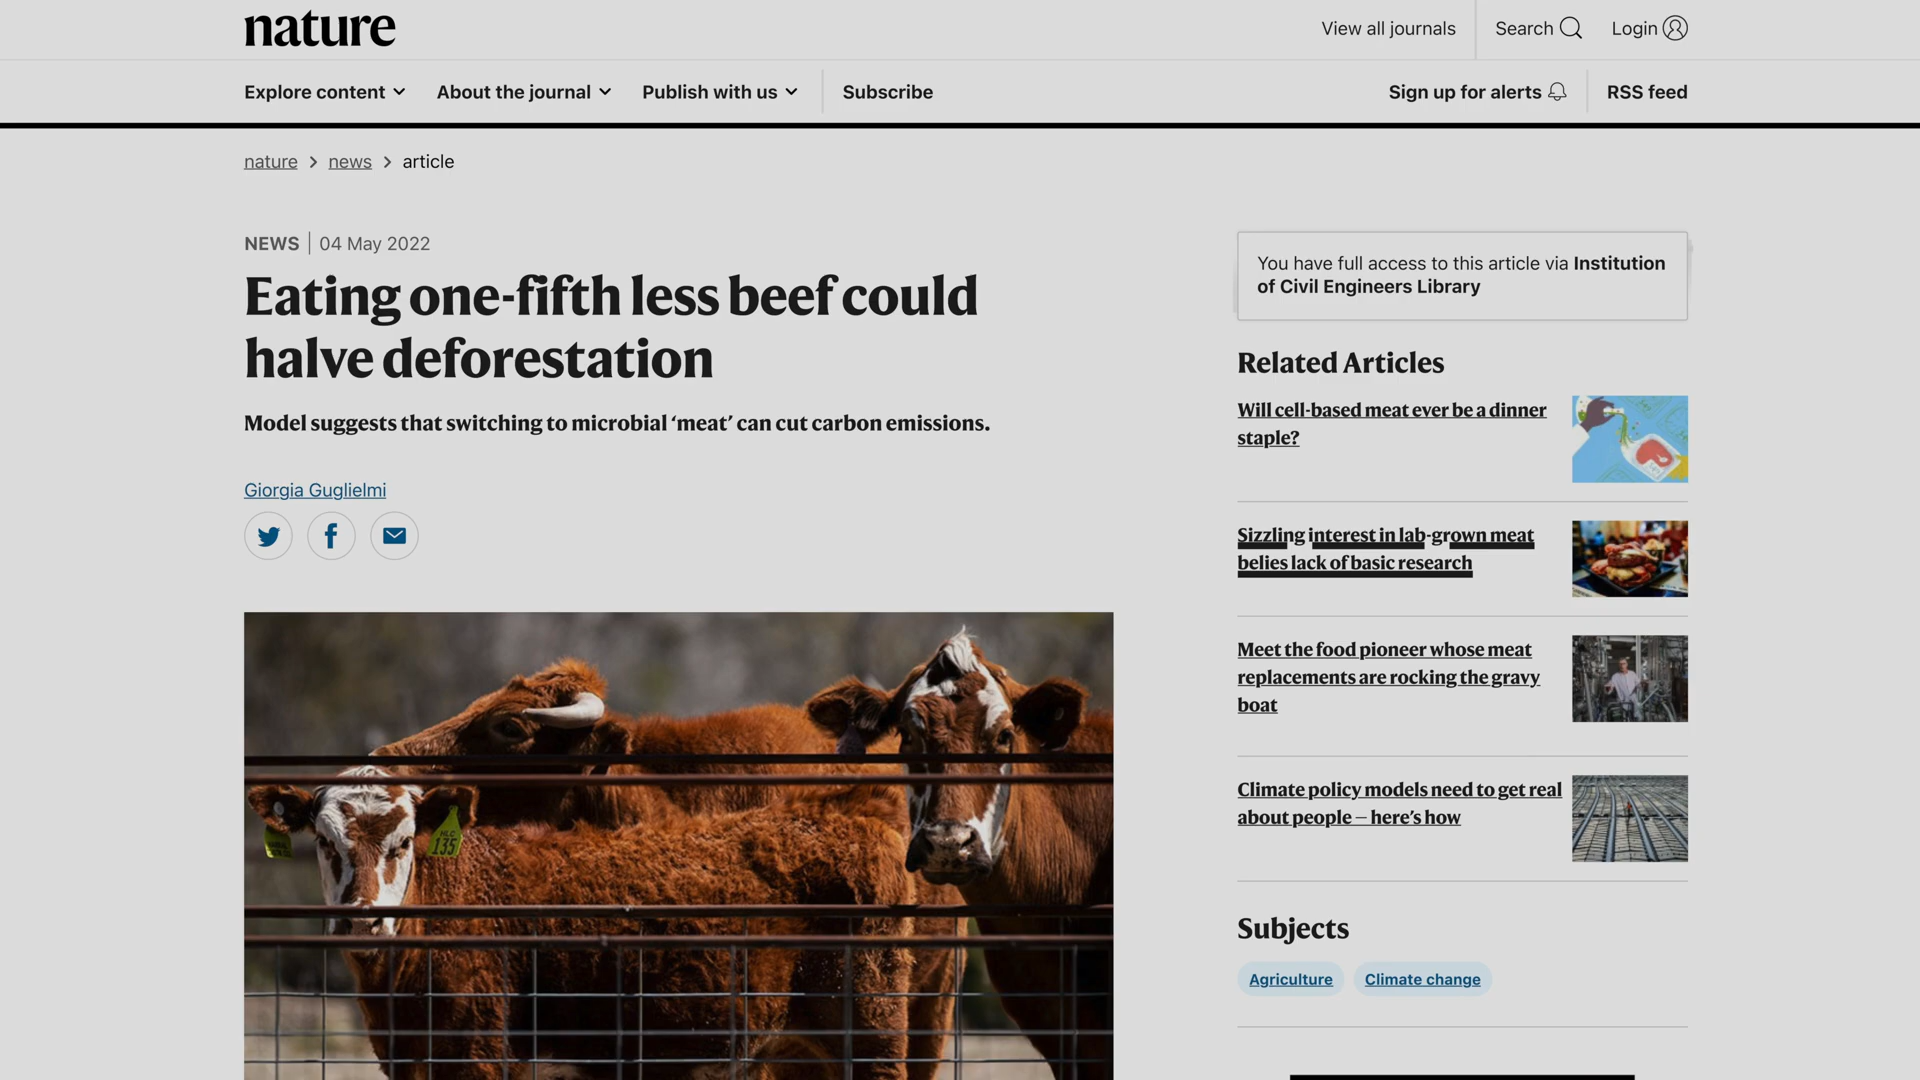 nature
View all journals
Search
Login
Explore content
About the journal
Publish with us
Subscribe
Sign up for alerts
RSS feed
nature > news > article
NEWS | 04 May 2022
Eating one-fifth less beef could
halve deforestation
Model suggests that switching to microbial ‘meat’ can cut carbon emissions.
Giorgia Guglielmi
HLC
135
You have full access to this article via Institution
of Civil Engineers Library
Related Articles
Will cell-based meat ever be a dinner
staple?
Sizzling interest in lab-grown meat
belies lack of basic research
Meet the food pioneer whose meat
replacements are rocking the gravy
boat
Climate policy models need to get real
about people – here’s how
Subjects
Agriculture
Climate change